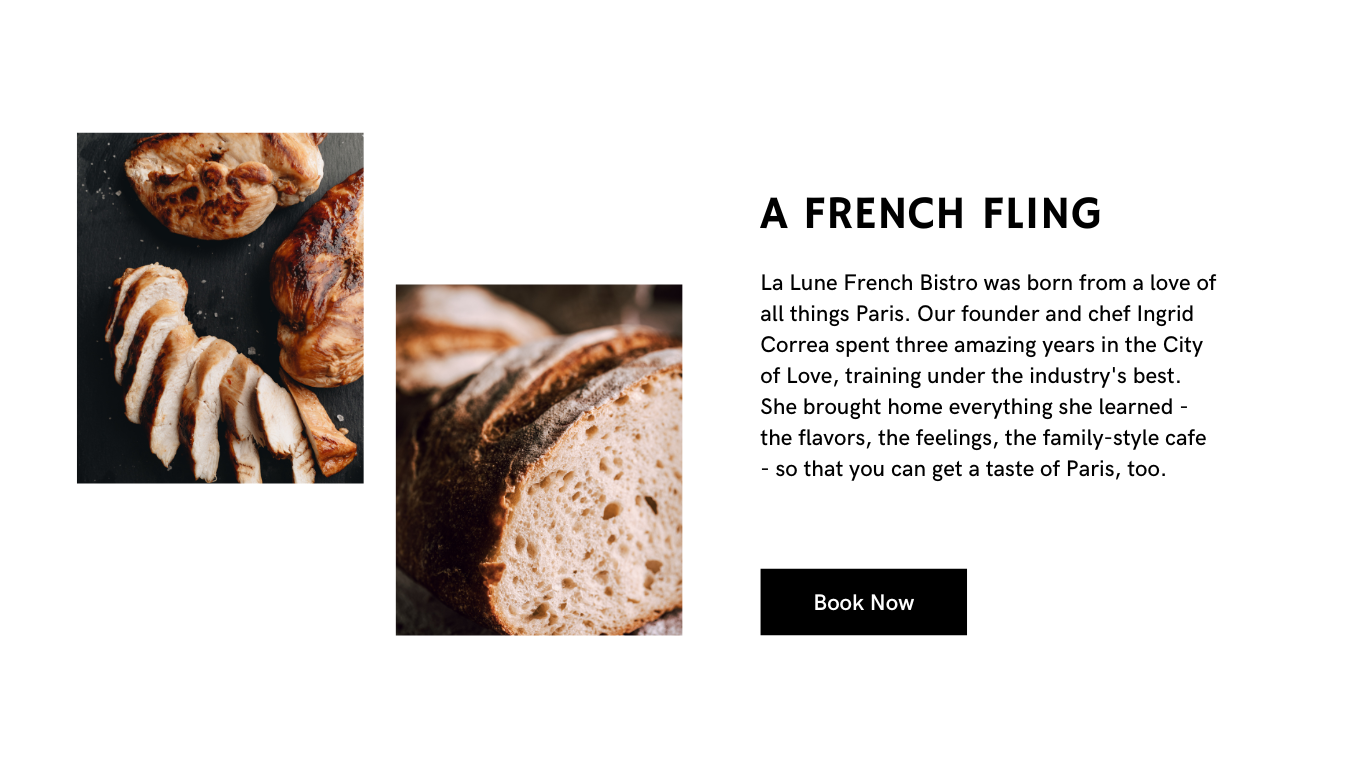 A FRENCH FLING
La Lune French Bistro was born from a love of
all things Paris. Our founder and chef Ingrid
Correa spent three amazing years in the City
of Love, training under the industry's best.
She brought home everything she learned -
the flavors, the feelings, the family-style cafe
- so that you can get a taste of Paris, too.
Book Now